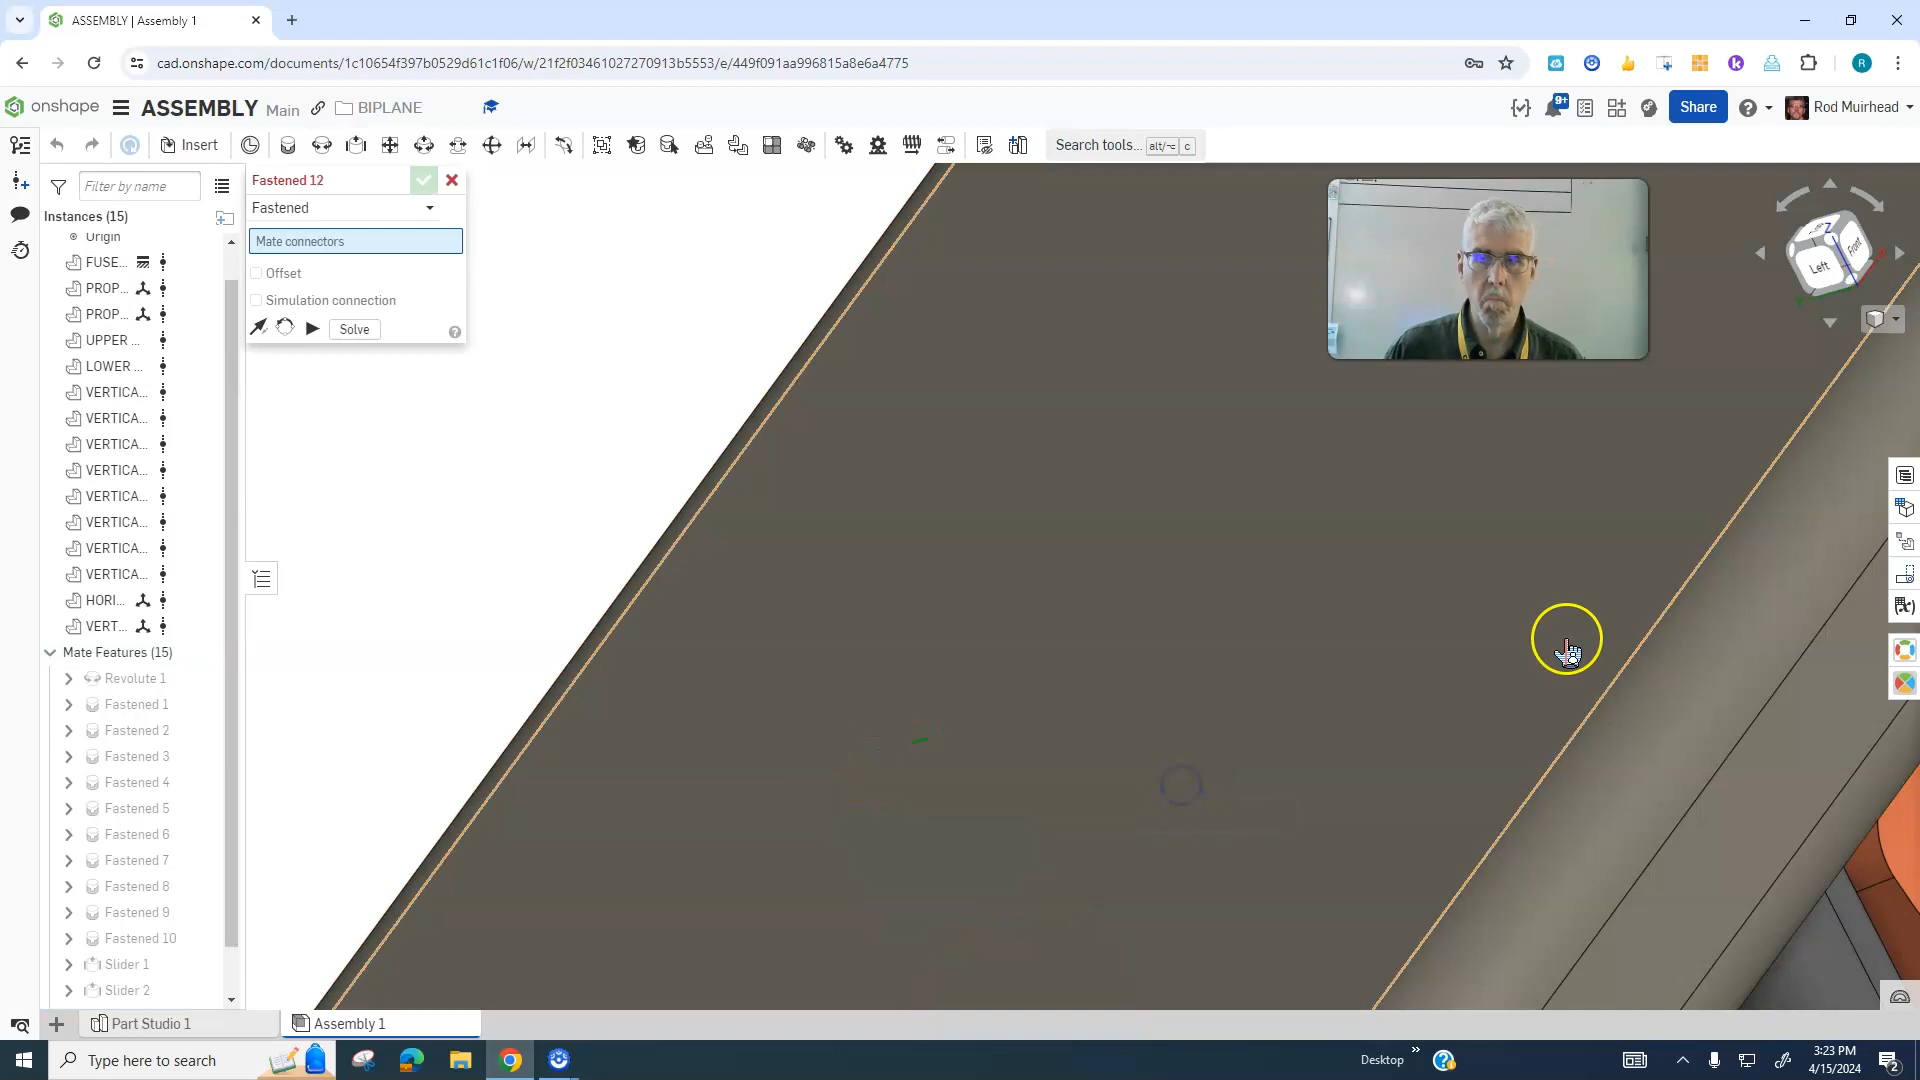 ASSEMBLY | Assembly 1
cad.onshape.com/documents/1c10654f397b0529d61c1f06/w/21f2f03461027270913b5553/e/449f091aa996815a8e6a4775
onshape
ASSEMBLY Main
BIPLANE
9+
Share
Rod Muirhead
R
Insert
Search tools... alt/⌥ c
Filter by name
Instances (15)
Origin
FUSE...
PROP...
PROP...
UPPER ...
LOWER ...
VERTICA...
VERTICA...
VERTICA...
VERTICA...
VERTICA...
VERTICA...
VERTICA...
VERTICA...
HORI...
VERT...
Mate Features (15)
Revolute 1
Fastened 1
Fastened 2
Fastened 3
Fastened 4
Fastened 5
Fastened 6
Fastened 7
Fastened 8
Fastened 9
Fastened 10
Slider 1
Slider 2
Fastened 12
Fastened
Mate connectors
Offset
Simulation connection
Solve
Left
Front
Z
X
Y
Part Studio 1
Assembly 1
Type here to search
Desktop
3:23 PM
4/15/2024
2